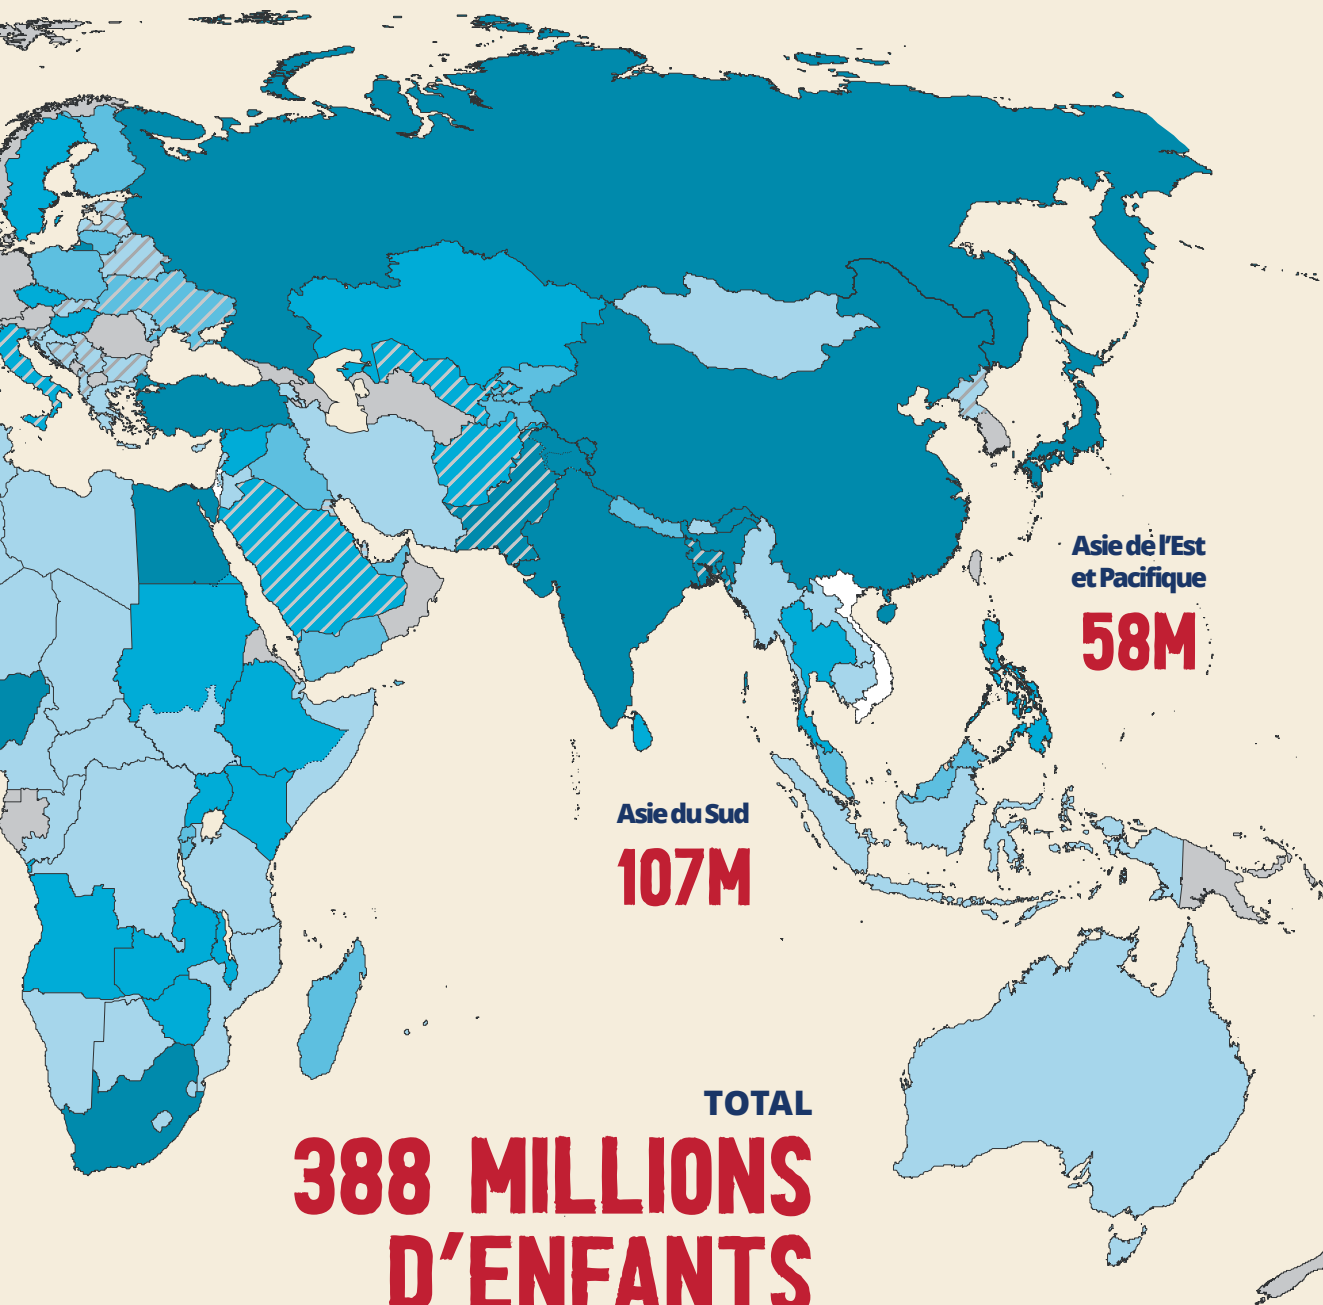 Asie de l'Est
et Pacifique
58M
Asie du Sud
107M
TOTAL
388 MILLIONS
D'ENFANTS